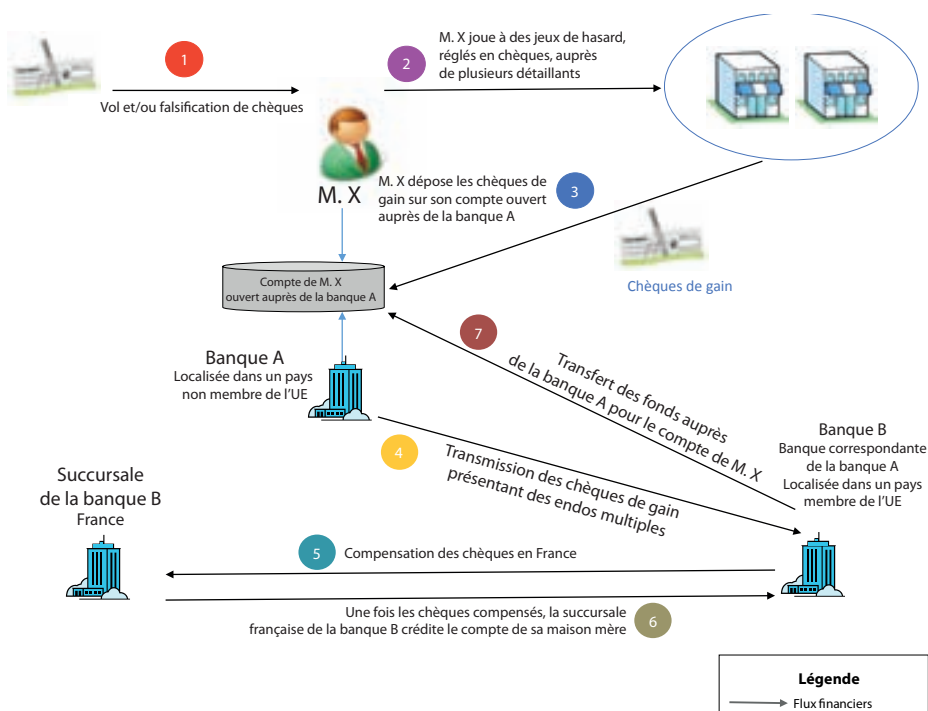 1
Vol et/ou falsification de chèques
2
M. X joue à des jeux de hasard,
réglés en chèques, auprès
de plusieurs détaillants
M. X
M. X dépose les chèques de
gain sur son compte ouvert
auprès de la banque A
3
Chèques de gain
Compte de M. X
ouvert auprès de la banque A
7
Transfert des fonds auprès
de la banque A pour le compte de M. X
Banque A
Localisée dans un pays
non membre de l'UE
4
Transmission des chèques de gain
présentant des endos multiples
Banque B
Banque correspondante
de la banque A
Localisée dans un pays
membre de l'UE
Succursale
de la banque B
France
5
Compensation des chèques en France
Une fois les chèques compensés, la succursale
française de la banque B crédite le compte de sa maison mère
6
Légende
Flux financiers